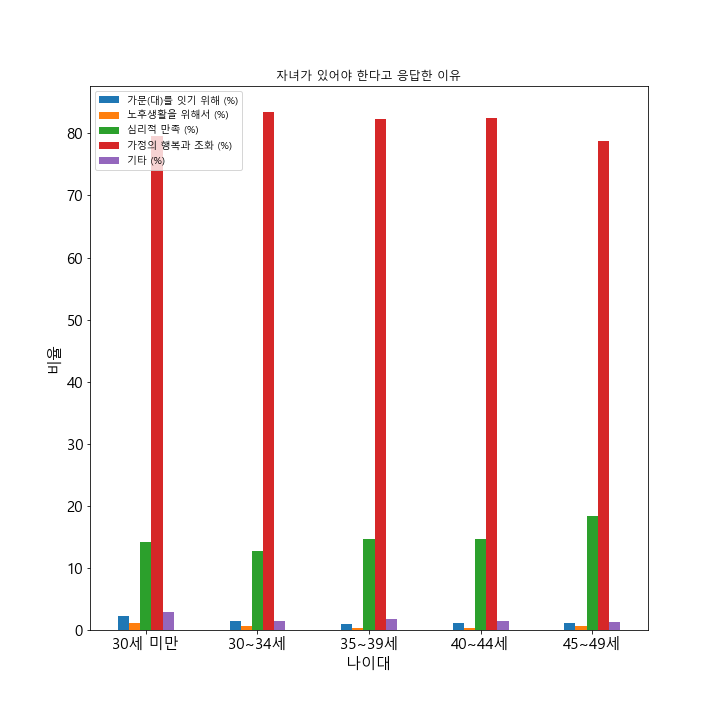 자녀가 있어야 한다고 응답한 이유
가문(대)를 잇기 위해 (%)
노후생활을 위해서 (%)
심리적 만족 (%)
가정의 행복과 조화 (%)
기타 (%)
80
70
60
50
40
30
20
10
0
비율
30세 미만
30~34세
35~39세
40~44세
45~49세
나이대